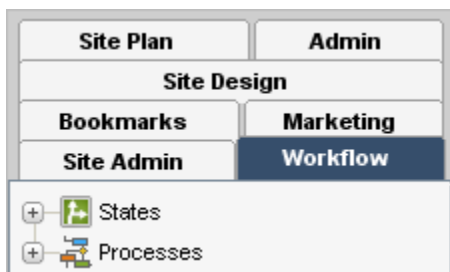 Site Plan Admin
Site Design
Bookmarks Marketing
Site Admin Workflow
States
Processes